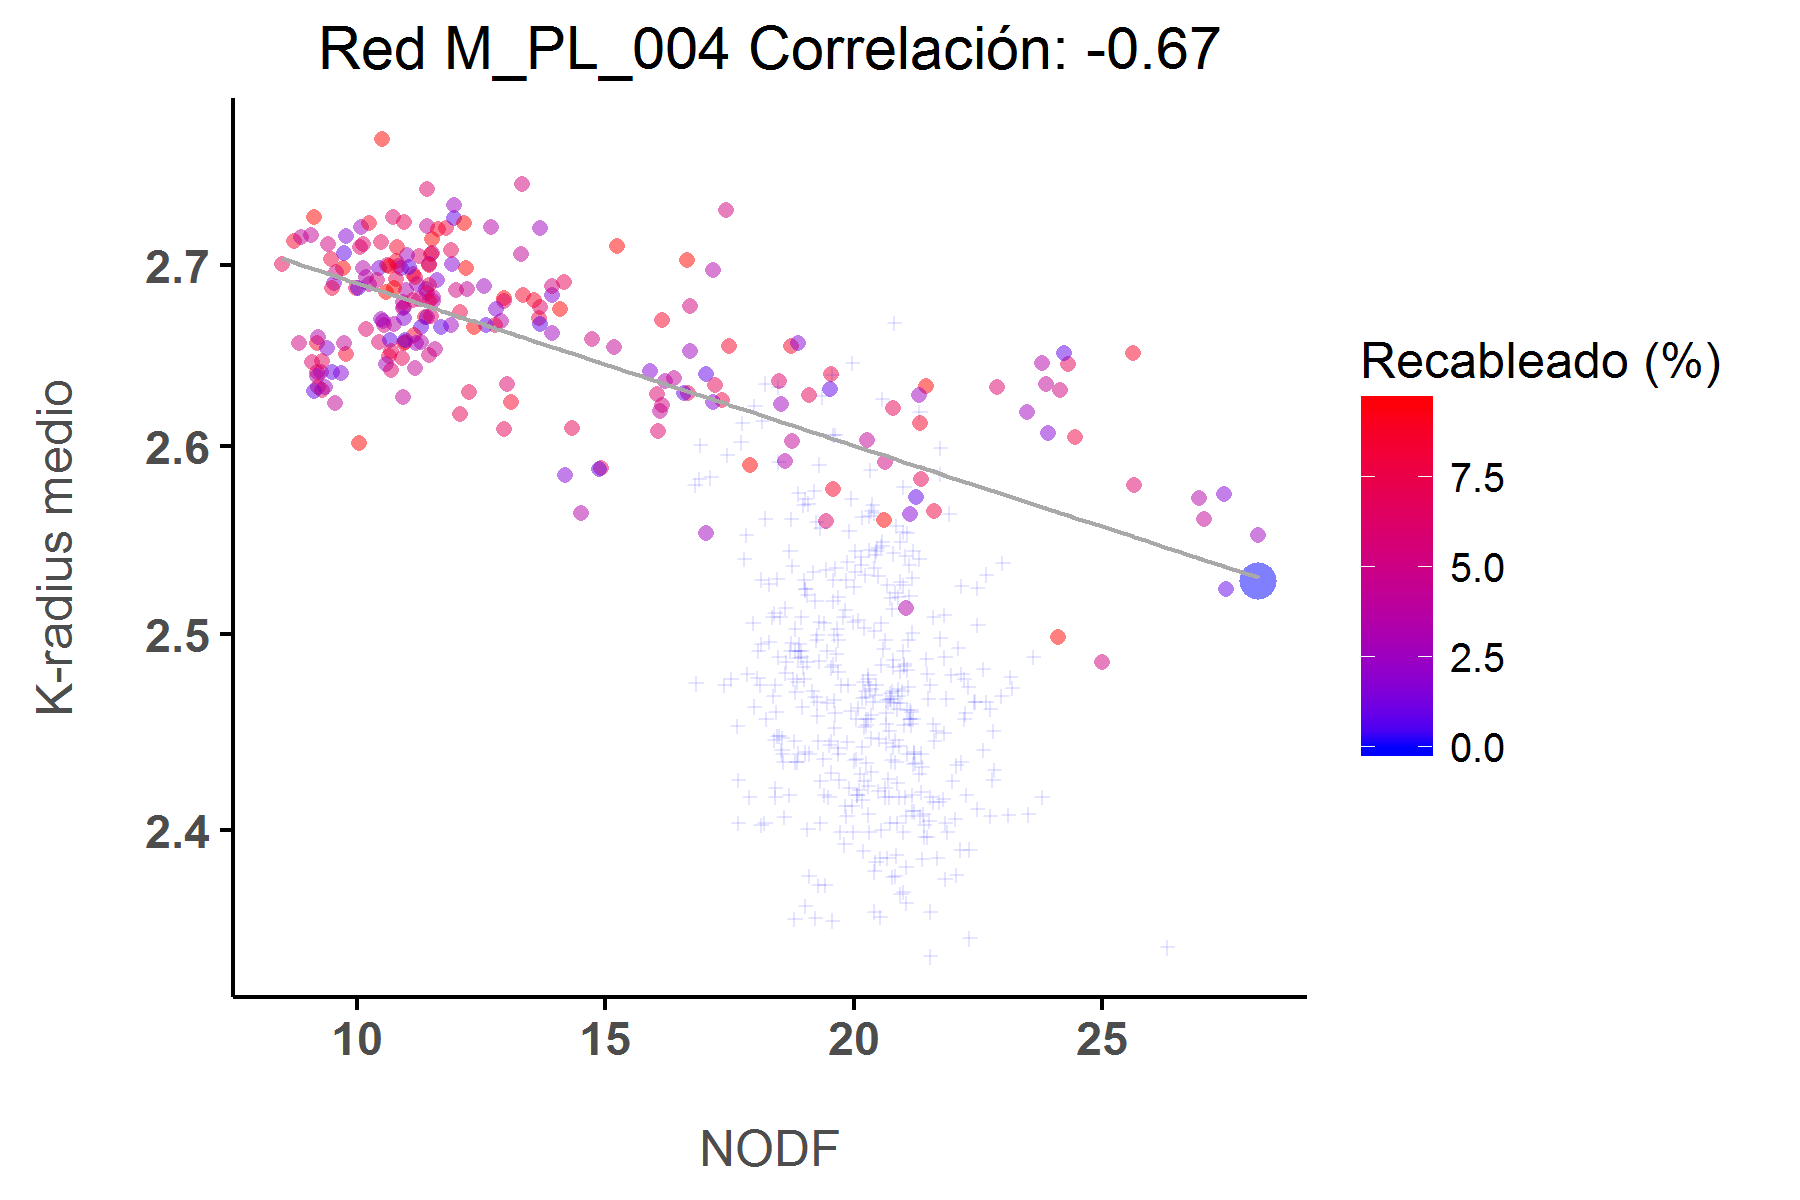 Red M_PL_004 Correlación: -0.67
K-radius medio
2.7
2.6
2.5
2.4
10 15 20 25
NODF
Recableado (%)
7.5
5.0
2.5
0.0